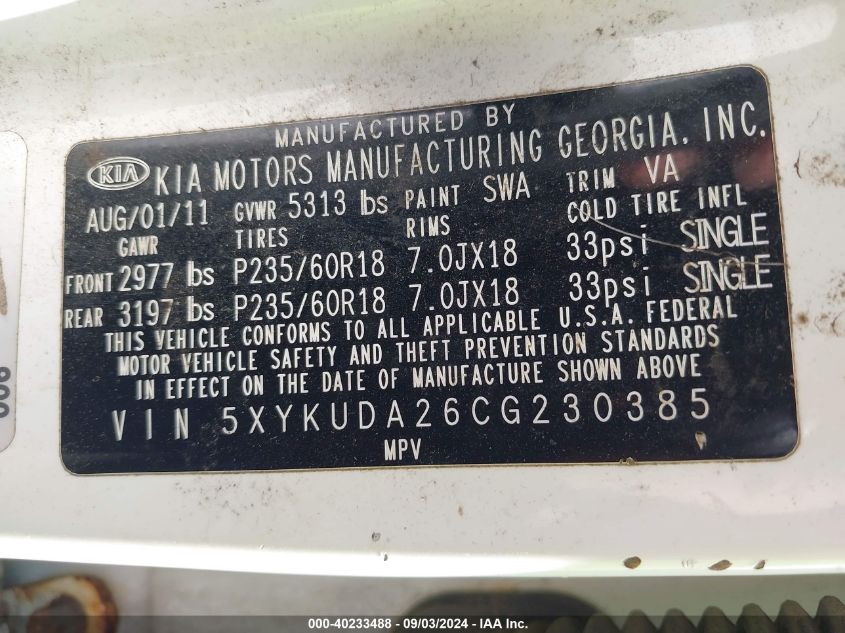 MANUFACTURED BY
KIA KIA MOTORS MANUFACTURING GEORGIA, INC.
AUG/01/11 GVWR 5313 lbs PAINT SWA TRIM VA
GAWR TIRES RIMS COLD TIRE INFL
FRONT 2977 lbs P235/60R18 7.0JX18 33psi SINGLE
REAR 3197 lbs P235/60R18 7.0JX18 33psi SINGLE
THIS VEHICLE CONFORMS TO ALL APPLICABLE U.S.A. FEDERAL
MOTOR VEHICLE SAFETY AND THEFT PREVENTION STANDARDS
IN EFFECT ON THE DATE OF MANUFACTURE SHOWN ABOVE
VIN 5XYKUDA26CG230385
MPV
000-40233488 - 09/03/2024 - IAAI.COM INC.